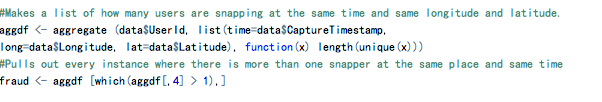 #Makes a list of how many users are snapping at the same time and same longitude and latitude.
aggdf <- aggregate (data$UserId, list(time=data$CaptureTimestamp,
long=data$Longitude, lat=data$Latitude), function(x) length(unique(x)))
#Pulls out every instance where there is more than one snapper at the same place and same time
fraud <- aggdf [which(aggdf[,4] > 1),]